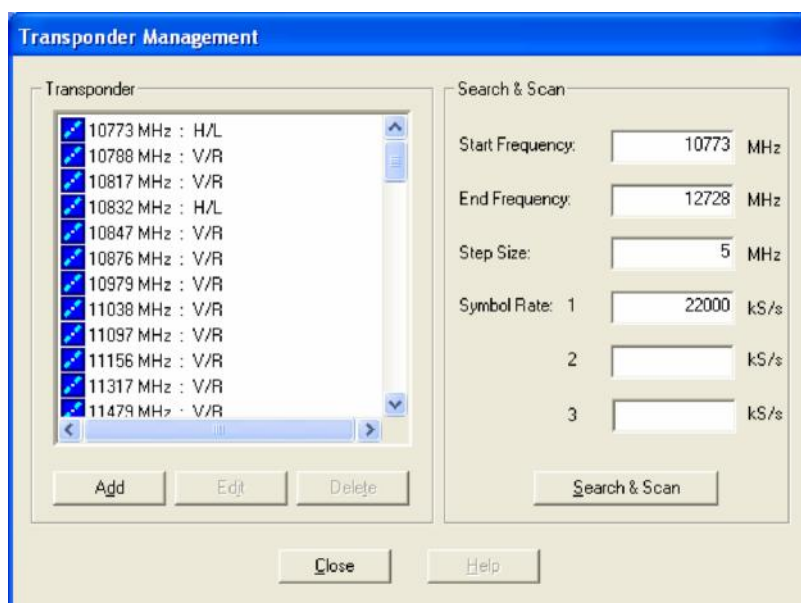 Transponder Management
Transponder
10773 MHz : H/L
10788 MHz : V/R
10817 MHz : V/R
10832 MHz : H/L
10847 MHz : V/R
10876 MHz : V/R
10979 MHz : V/R
11038 MHz : V/R
11097 MHz : V/R
11156 MHz : V/R
11317 MHz : V/R
11479 MHz : V/R
Add Edit Delete
Search & Scan
Start Frequency: 10773 MHz
End Frequency: 12728 MHz
Step Size: 5 MHz
Symbol Rate: 1 22000 kS/s
2 kS/s
3 kS/s
Search & Scan
Close Help